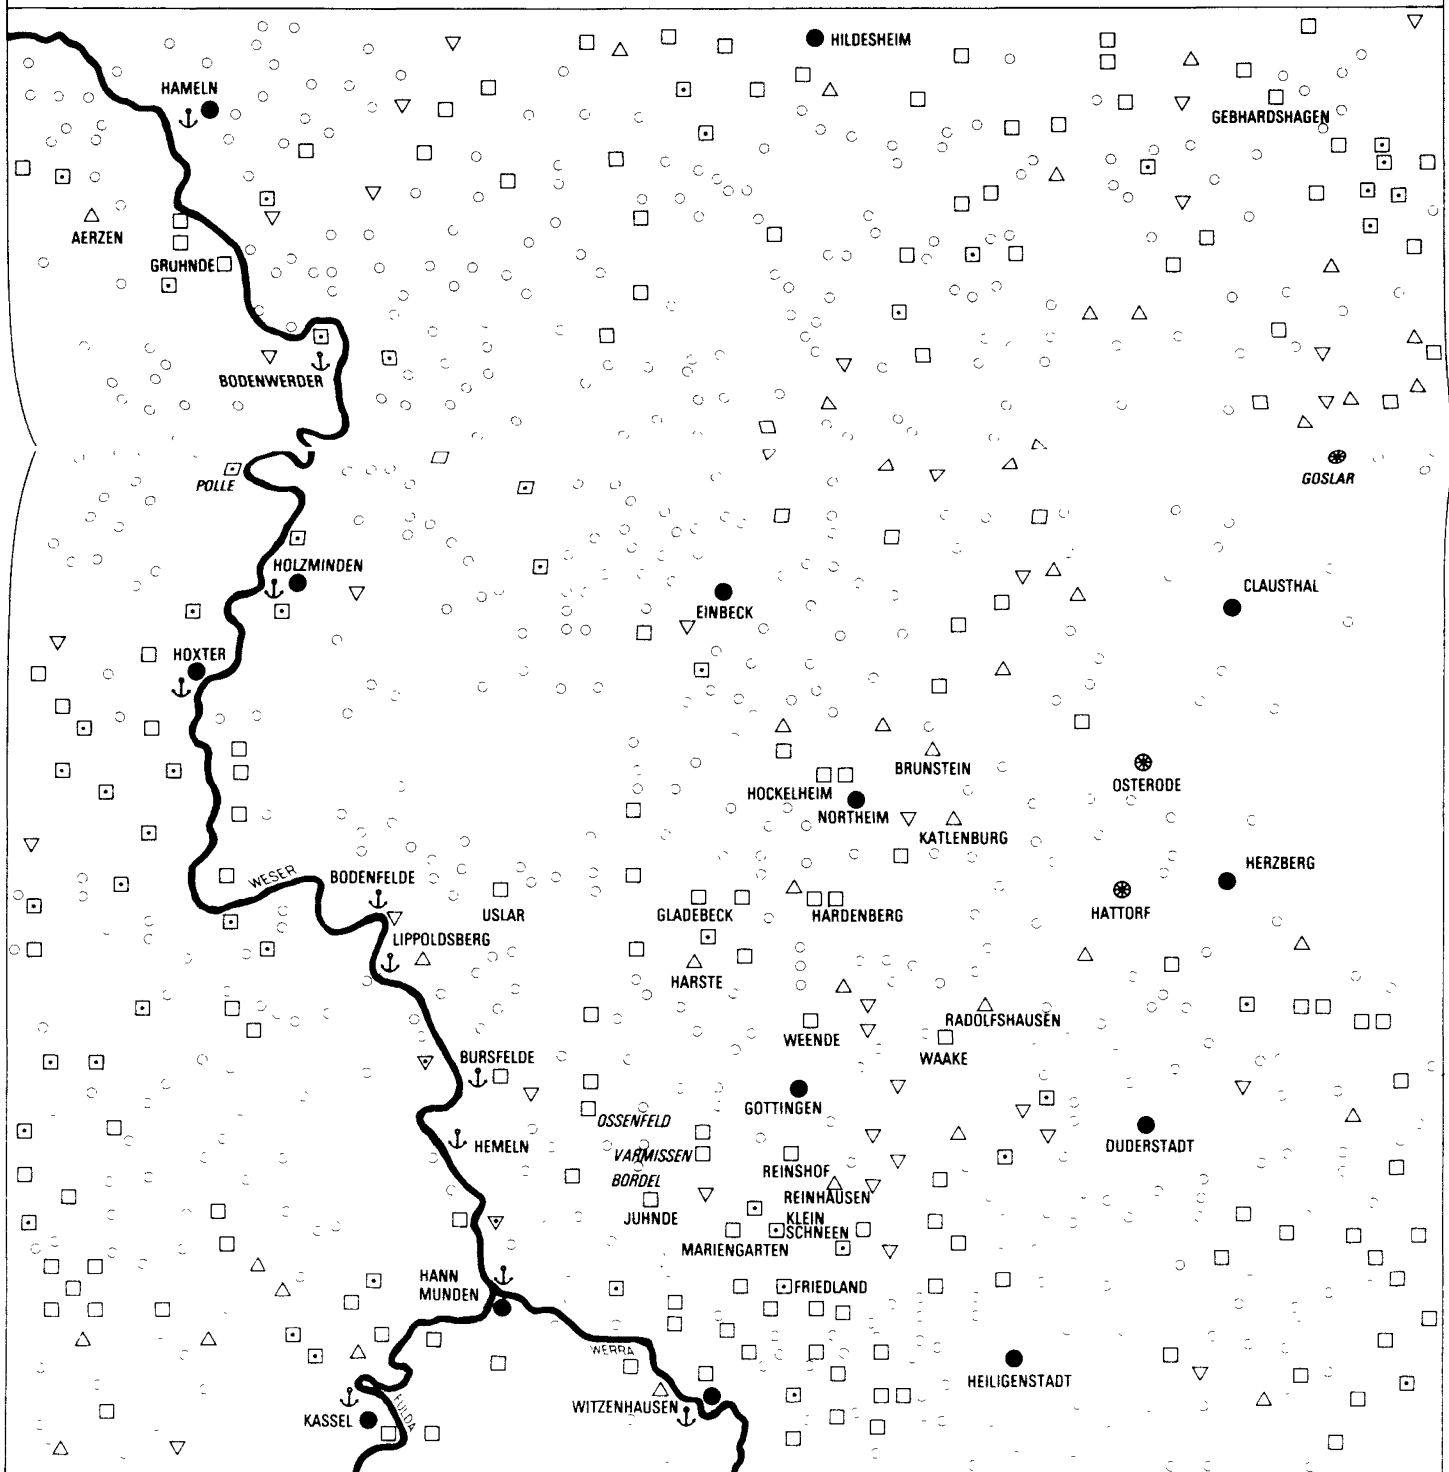 HILDESHEIM
HAMELN
GEBHARDSHAGEN
AERZEN
GROHNDE
BODENWERDER
POLLE
GOSLAR
HOLZMINDEN
CLAUSTHAL
EINBECK
HOXTER
BRUNSTEIN
OSTERODE
HOCKELHEIM
NORTHEIM
KATLENBURG
HERZBERG
WESER
BODENFELDE
USLAR
GLADEBECK
HARDENBERG
HATTORF
LIPPOLDSBERG
HARSTE
RADOLFSHAUSEN
WEENDE
WAAKE
BURSFELDE
GOTTINGEN
OSSENFELD
HEMELN
DUDERSTADT
VARMISSEN
REINSHOF
BORDEL
REINHAUSEN
JUHNDE
KLEIN
SCHNEEN
MARIENGARTEN
HANN
MUNDEN
FRIEDLAND
WERRA
HEILIGENSTADT
WITZENHAUSEN
FULDA
KASSEL